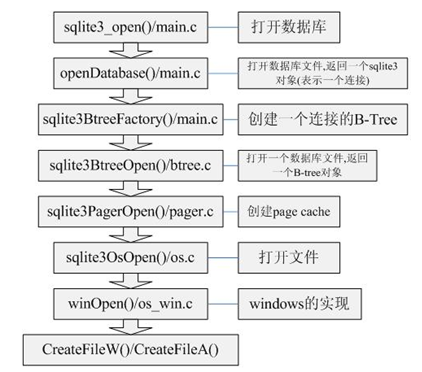 sqlite3_open()/main.c
打开数据库
openDatabase()/main.c
打开数据库文件,返回一个sqlite3
对象(表示一个连接)
sqlite3BtreeFactory()/main.c
创建一个连接的B-Tree
sqlite3BtreeOpen()/btree.c
打开一个数据库文件,返回
一个B-tree对象
sqlite3PagerOpen()/pager.c
创建page cache
sqlite3OsOpen()/os.c
打开文件
winOpen()/os_win.c
windows的实现
CreateFileW()/CreateFileA()